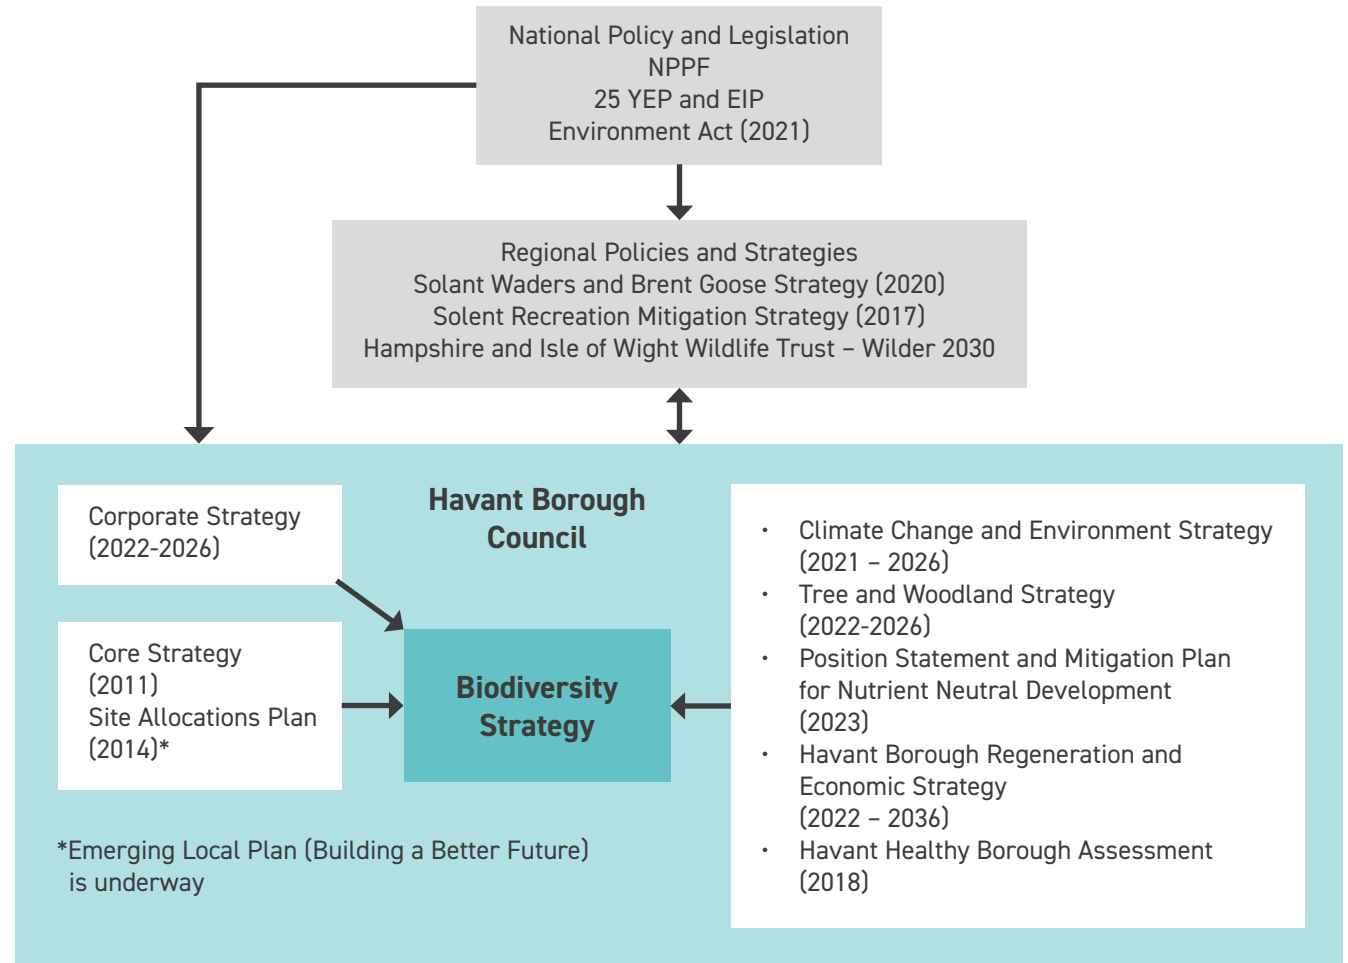 National Policy and Legislation
NPPF
25 YEP and EIP
Environment Act (2021)
Regional Policies and Strategies
Solant Waders and Brent Goose Strategy (2020)
Solent Recreation Mitigation Strategy (2017)
Hampshire and Isle of Wight Wildlife Trust – Wilder 2030
Havant Borough
Council
Corporate Strategy
(2022-2026)
Core Strategy
(2011)
Site Allocations Plan
(2014)*
Biodiversity
Strategy
· Climate Change and Environment Strategy
(2021 – 2026)
· Tree and Woodland Strategy
(2022-2026)
· Position Statement and Mitigation Plan
for Nutrient Neutral Development
(2023)
· Havant Borough Regeneration and
Economic Strategy
(2022 – 2036)
· Havant Healthy Borough Assessment
(2018)
*Emerging Local Plan (Building a Better Future)
is underway